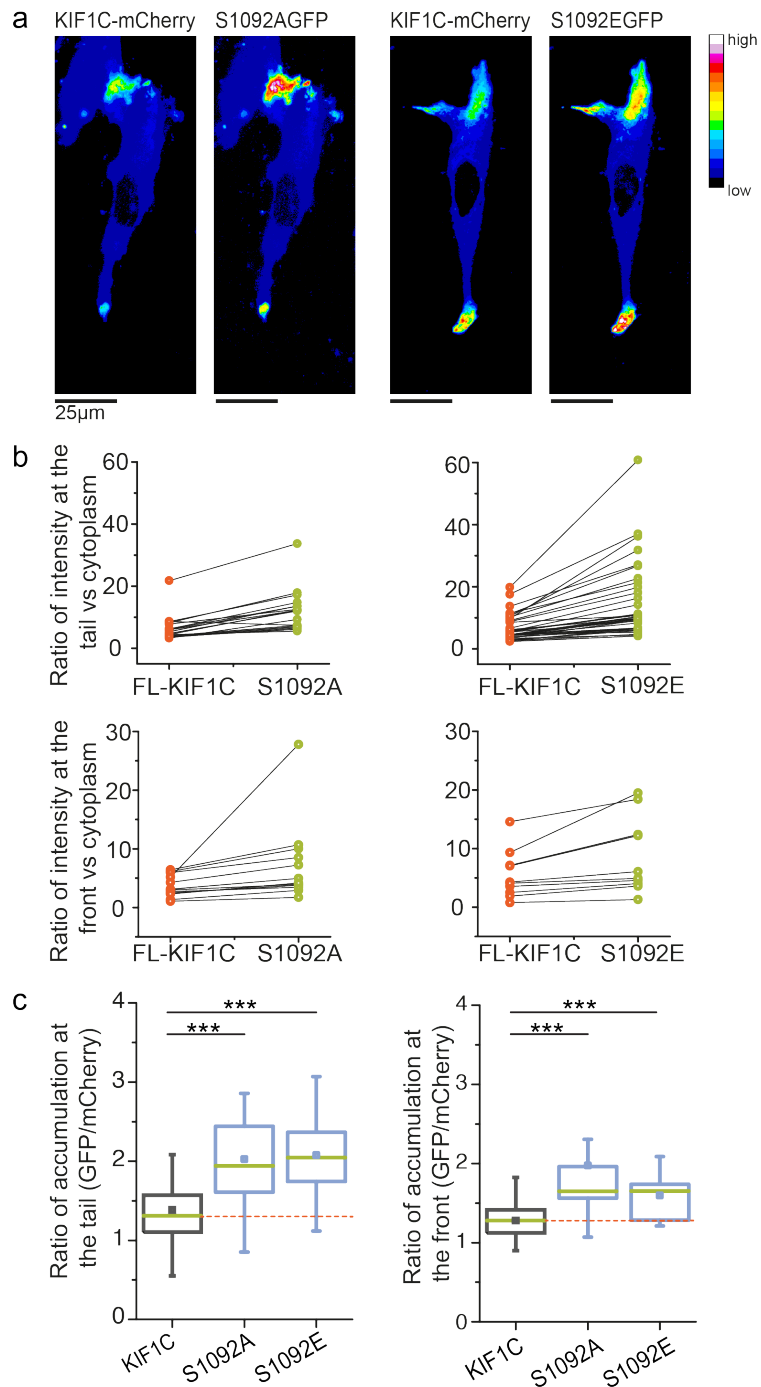 a
KIF1C-mCherry S1092AGFP KIF1C-mCherry S1092EGFP
high
low
25µm
b
Ratio of intensity at the
tail vs cytoplasm
60
40
20
0
FL-KIF1C S1092A
60
40
20
0
FL-KIF1C S1092E
Ratio of intensity at the
front vs cytoplasm
30
20
10
0
FL-KIF1C S1092A
30
20
10
0
FL-KIF1C S1092E
c
Ratio of accumulation at
the tail (GFP/mCherry)
4
3
2
1
0
***
***
KIF1C S1092A S1092E
Ratio of accumulation at
the front (GFP/mCherry)
4
3
2
1
0
***
***
KIF1C S1092A S1092E